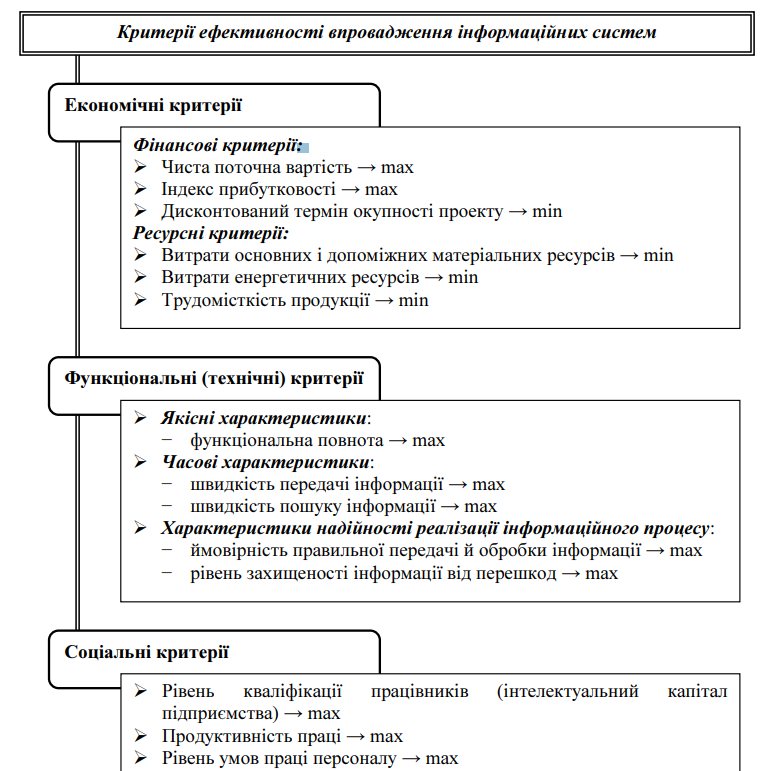 Критерії ефективності впровадження інформаційних систем
Економічні критерії
Фінансові критерії:
➢ Чиста поточна вартість → max
➢ Індекс прибутковості → max
➢ Дисконтований термін окупності проекту → min
Ресурсні критерії:
➢ Витрати основних і допоміжних матеріальних ресурсів → min
➢ Витрати енергетичних ресурсів → min
➢ Трудомісткість продукції → min
Функціональні (технічні) критерії
➢ Якісні характеристики:
− функціональна повнота → max
➢ Часові характеристики:
− швидкість передачі інформації → max
− швидкість пошуку інформації → max
➢ Характеристики надійності реалізації інформаційного процесу:
− ймовірність правильної передачі й обробки інформації → max
− рівень захищеності інформації від перешкод → max
Соціальні критерії
➢ Рівень кваліфікації працівників (інтелектуальний капітал
підприємства) → max
➢ Продуктивність праці → max
➢ Рівень умов праці персоналу → max